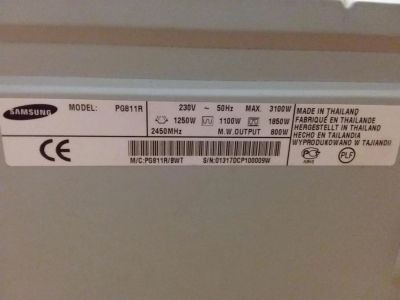 SAMSUNG
MODEL: PG811R
230V ~ 50Hz MAX. 3100W
1250W 1100W 1850W
2450MHz M.W.OUTPUT 800W
M/C:PG811R/BWT S/N:01317DCP100009W
CE
MADE IN THAILAND
FABRIQUÉ EN THAILANDE
HERGESTELLT IN THAILAND
HECHO EN TAILANDIA
WYPRODUKOWANO W TAJLANDII
PLF